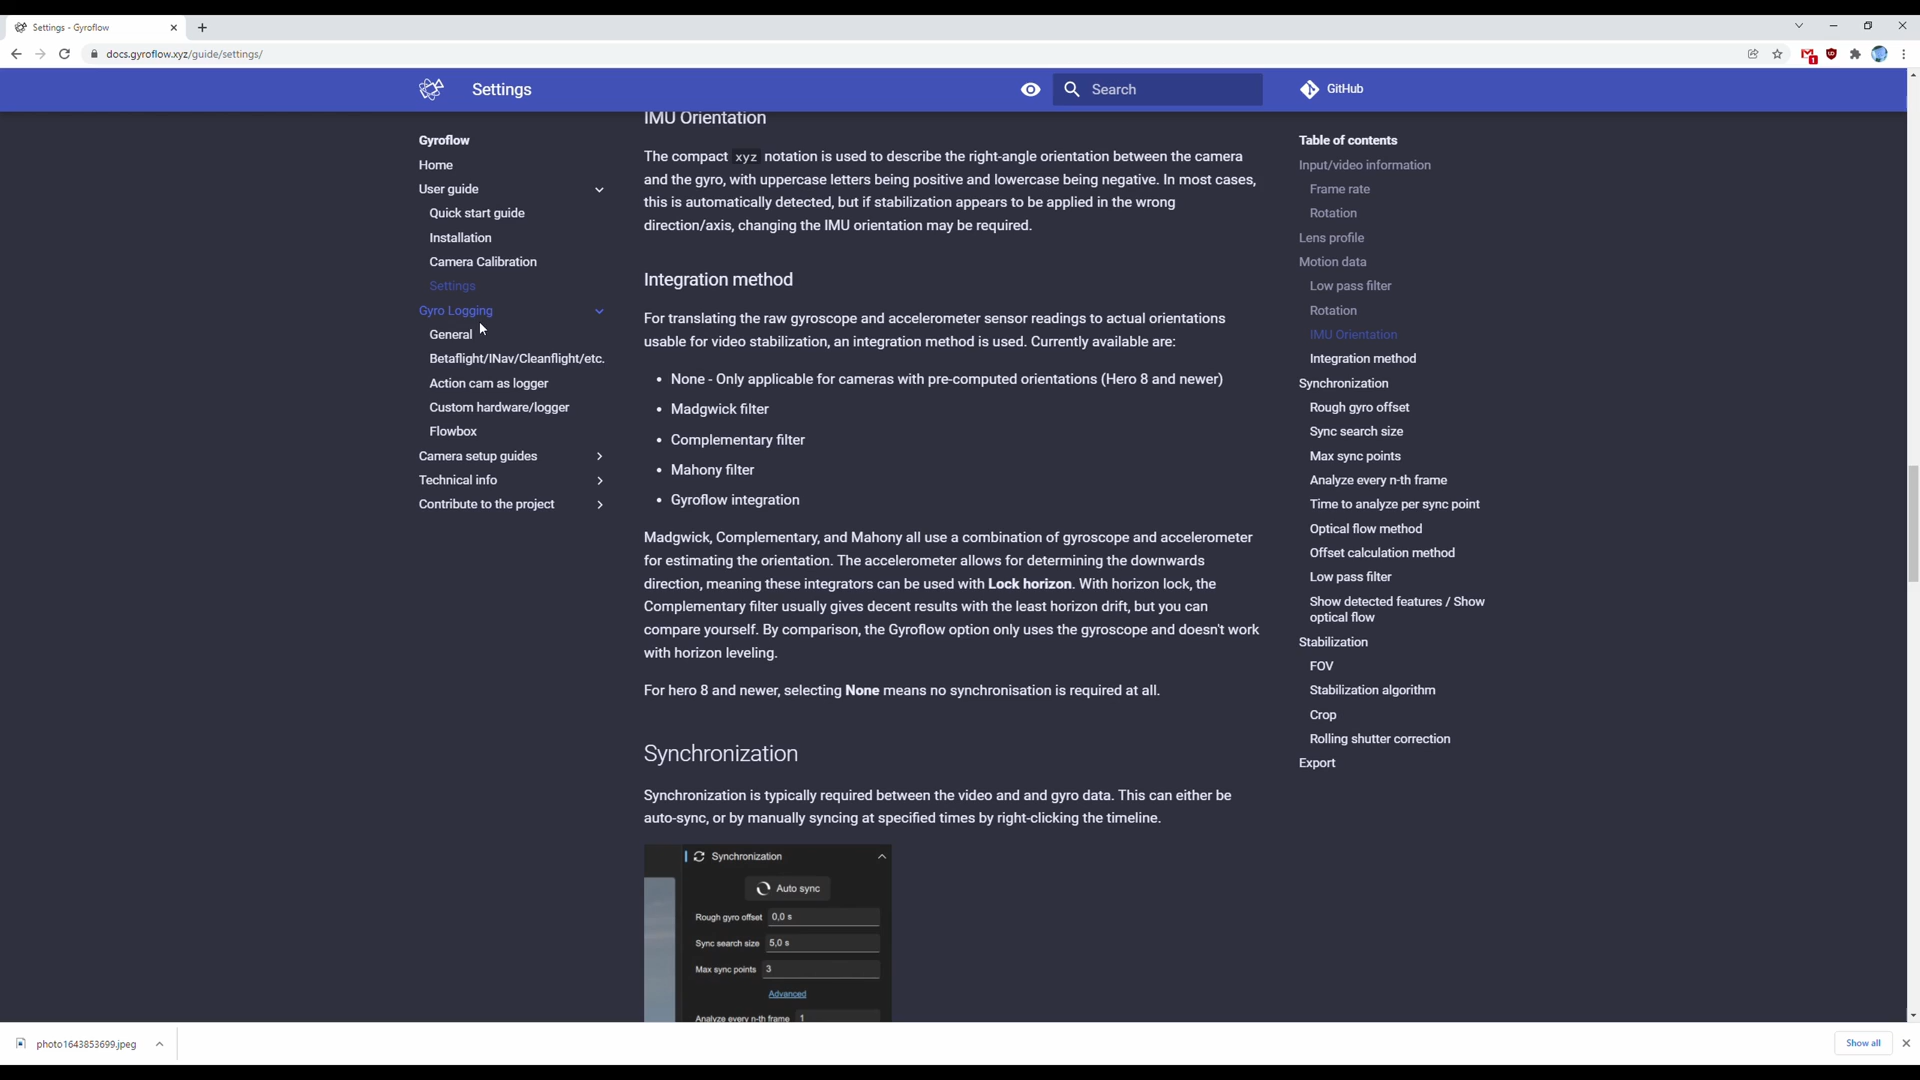 Settings - Gyroflow
docs.gyroflow.xyz/guide/settings/
1
Settings
Search
GitHub
Gyroflow
Home
User guide
Quick start guide
Installation
Camera Calibration
Settings
Gyro Logging
General
Betaflight/INav/Cleanflight/etc.
Action cam as logger
Custom hardware/logger
Flowbox
Camera setup guides
Technical info
Contribute to the project
IMU Orientation
The compact xyz notation is used to describe the right-angle orientation between the camera
and the gyro, with uppercase letters being positive and lowercase being negative. In most cases,
this is automatically detected, but if stabilization appears to be applied in the wrong
direction/axis, changing the IMU orientation may be required.
Integration method
For translating the raw gyroscope and accelerometer sensor readings to actual orientations
usable for video stabilization, an integration method is used. Currently available are:
• None - Only applicable for cameras with pre-computed orientations (Hero 8 and newer)
• Madgwick filter
• Complementary filter
• Mahony filter
• Gyroflow integration
Madgwick, Complementary, and Mahony all use a combination of gyroscope and accelerometer
for estimating the orientation. The accelerometer allows for determining the downwards
direction, meaning these integrators can be used with Lock horizon. With horizon lock, the
Complementary filter usually gives decent results with the least horizon drift, but you can
compare yourself. By comparison, the Gyroflow option only uses the gyroscope and doesn't work
with horizon leveling.
For hero 8 and newer, selecting None means no synchronisation is required at all.
Synchronization
Synchronization is typically required between the video and and gyro data. This can either be
auto-sync, or by manually syncing at specified times by right-clicking the timeline.
Synchronization
Auto sync
Rough gyro offset 0,0 s
Sync search size 5,0 s
Max sync points 3
Advanced
Analyze every n-th frame 1
Table of contents
Input/video information
Frame rate
Rotation
Lens profile
Motion data
Low pass filter
Rotation
IMU Orientation
Integration method
Synchronization
Rough gyro offset
Sync search size
Max sync points
Analyze every n-th frame
Time to analyze per sync point
Optical flow method
Offset calculation method
Low pass filter
Show detected features / Show
optical flow
Stabilization
FOV
Stabilization algorithm
Crop
Rolling shutter correction
Export
photo1643853699.jpeg
Show all